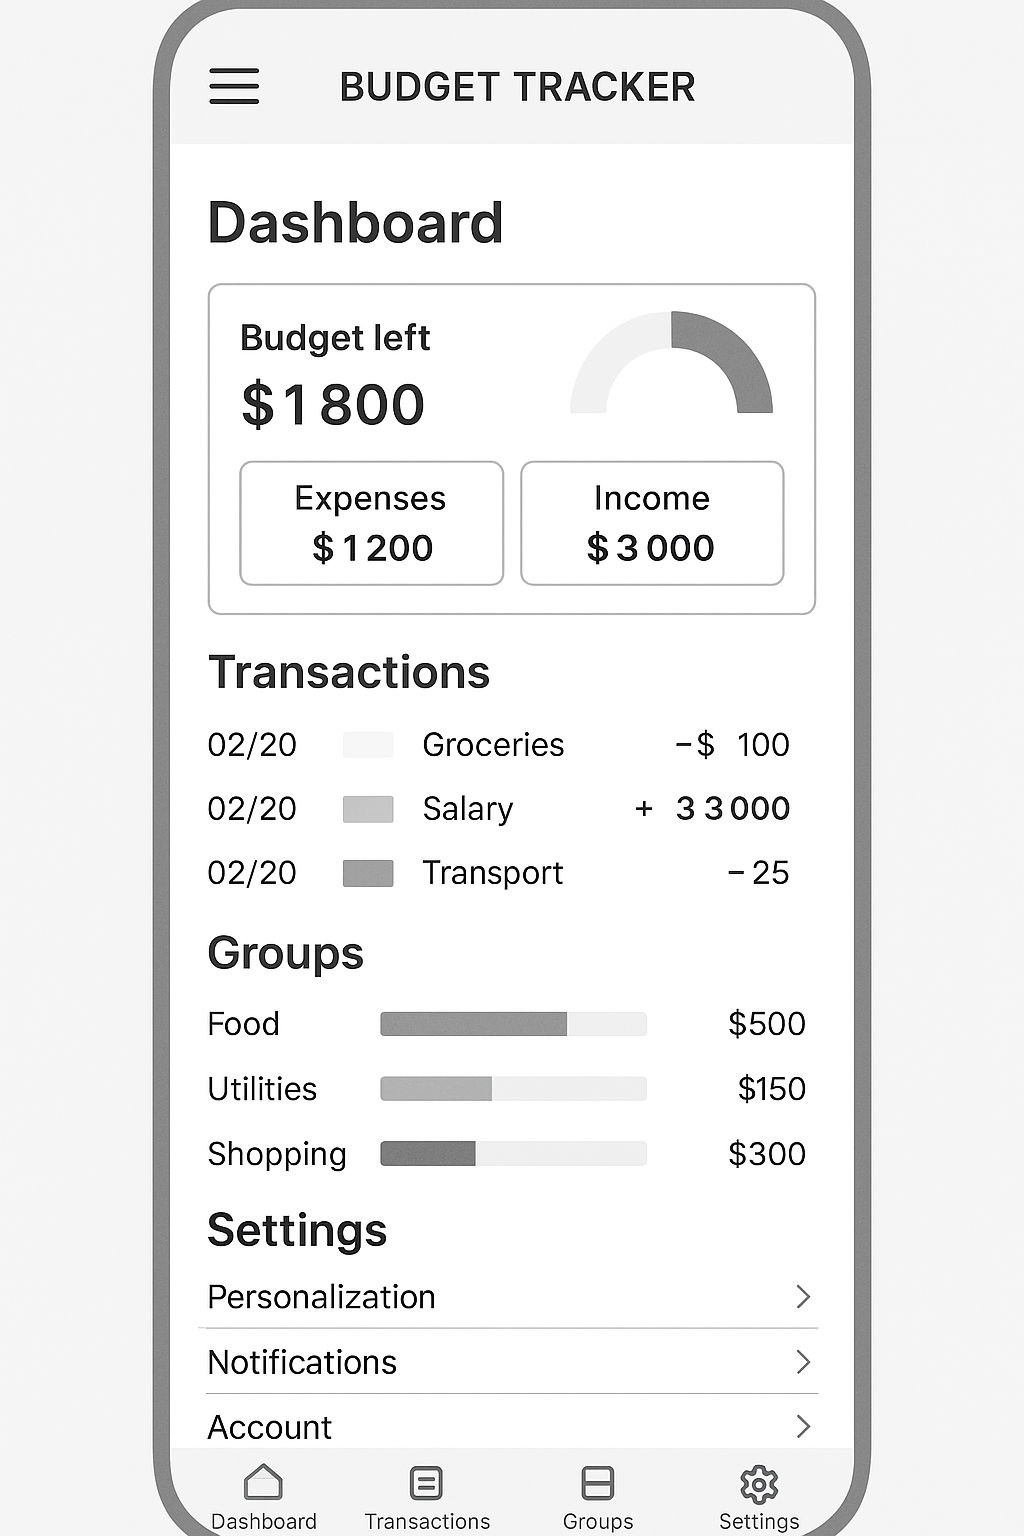 BUDGET TRACKER
Dashboard
Budget left
$1 800
Expenses
$ 1 200
Income
$ 3 000
Transactions
02/20 Groceries −$ 100
02/20 Salary + 3 3 000
02/20 Transport − 25
Groups
Food $500
Utilities $150
Shopping $300
Settings
Personalization
Notifications
Account
Dashboard Transactions Groups Settings